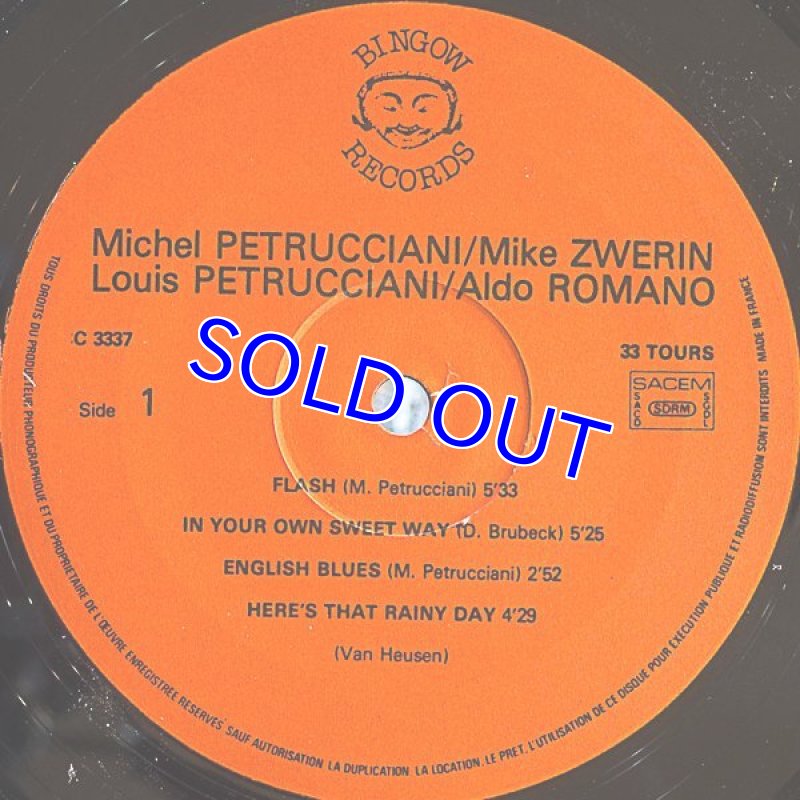 BINGOW
RECORDS
Michel PETRUCCIANI/Mike ZWERIN
Louis PETRUCCIANI/Aldo ROMANO
C 3337
33 TOURS
Side 1
SACEM
SACD
SDRM
SGDL
SOLD OUT
FLASH (M. Petrucciani) 5'33
IN YOUR OWN SWEET WAY (D. Brubeck) 5'25
ENGLISH BLUES (M. Petrucciani) 2'52
HERE'S THAT RAINY DAY 4'29
(Van Heusen)
TOUS DROITS DU PRODUCTEUR PHONOGRAPHIQUE ET DU PROPRIETAIRE DE L'ŒUVRE ENREGISTREE RESERVES SAUF AUTORISATION LA DUPLICATION LA LOCATION. LE PRET. L'UTILISATION DE CE DISQUE POUR EXECUTION PUBLIQUE ET RADIODIFFUSION SONT INTERDITS MADE IN FRANCE